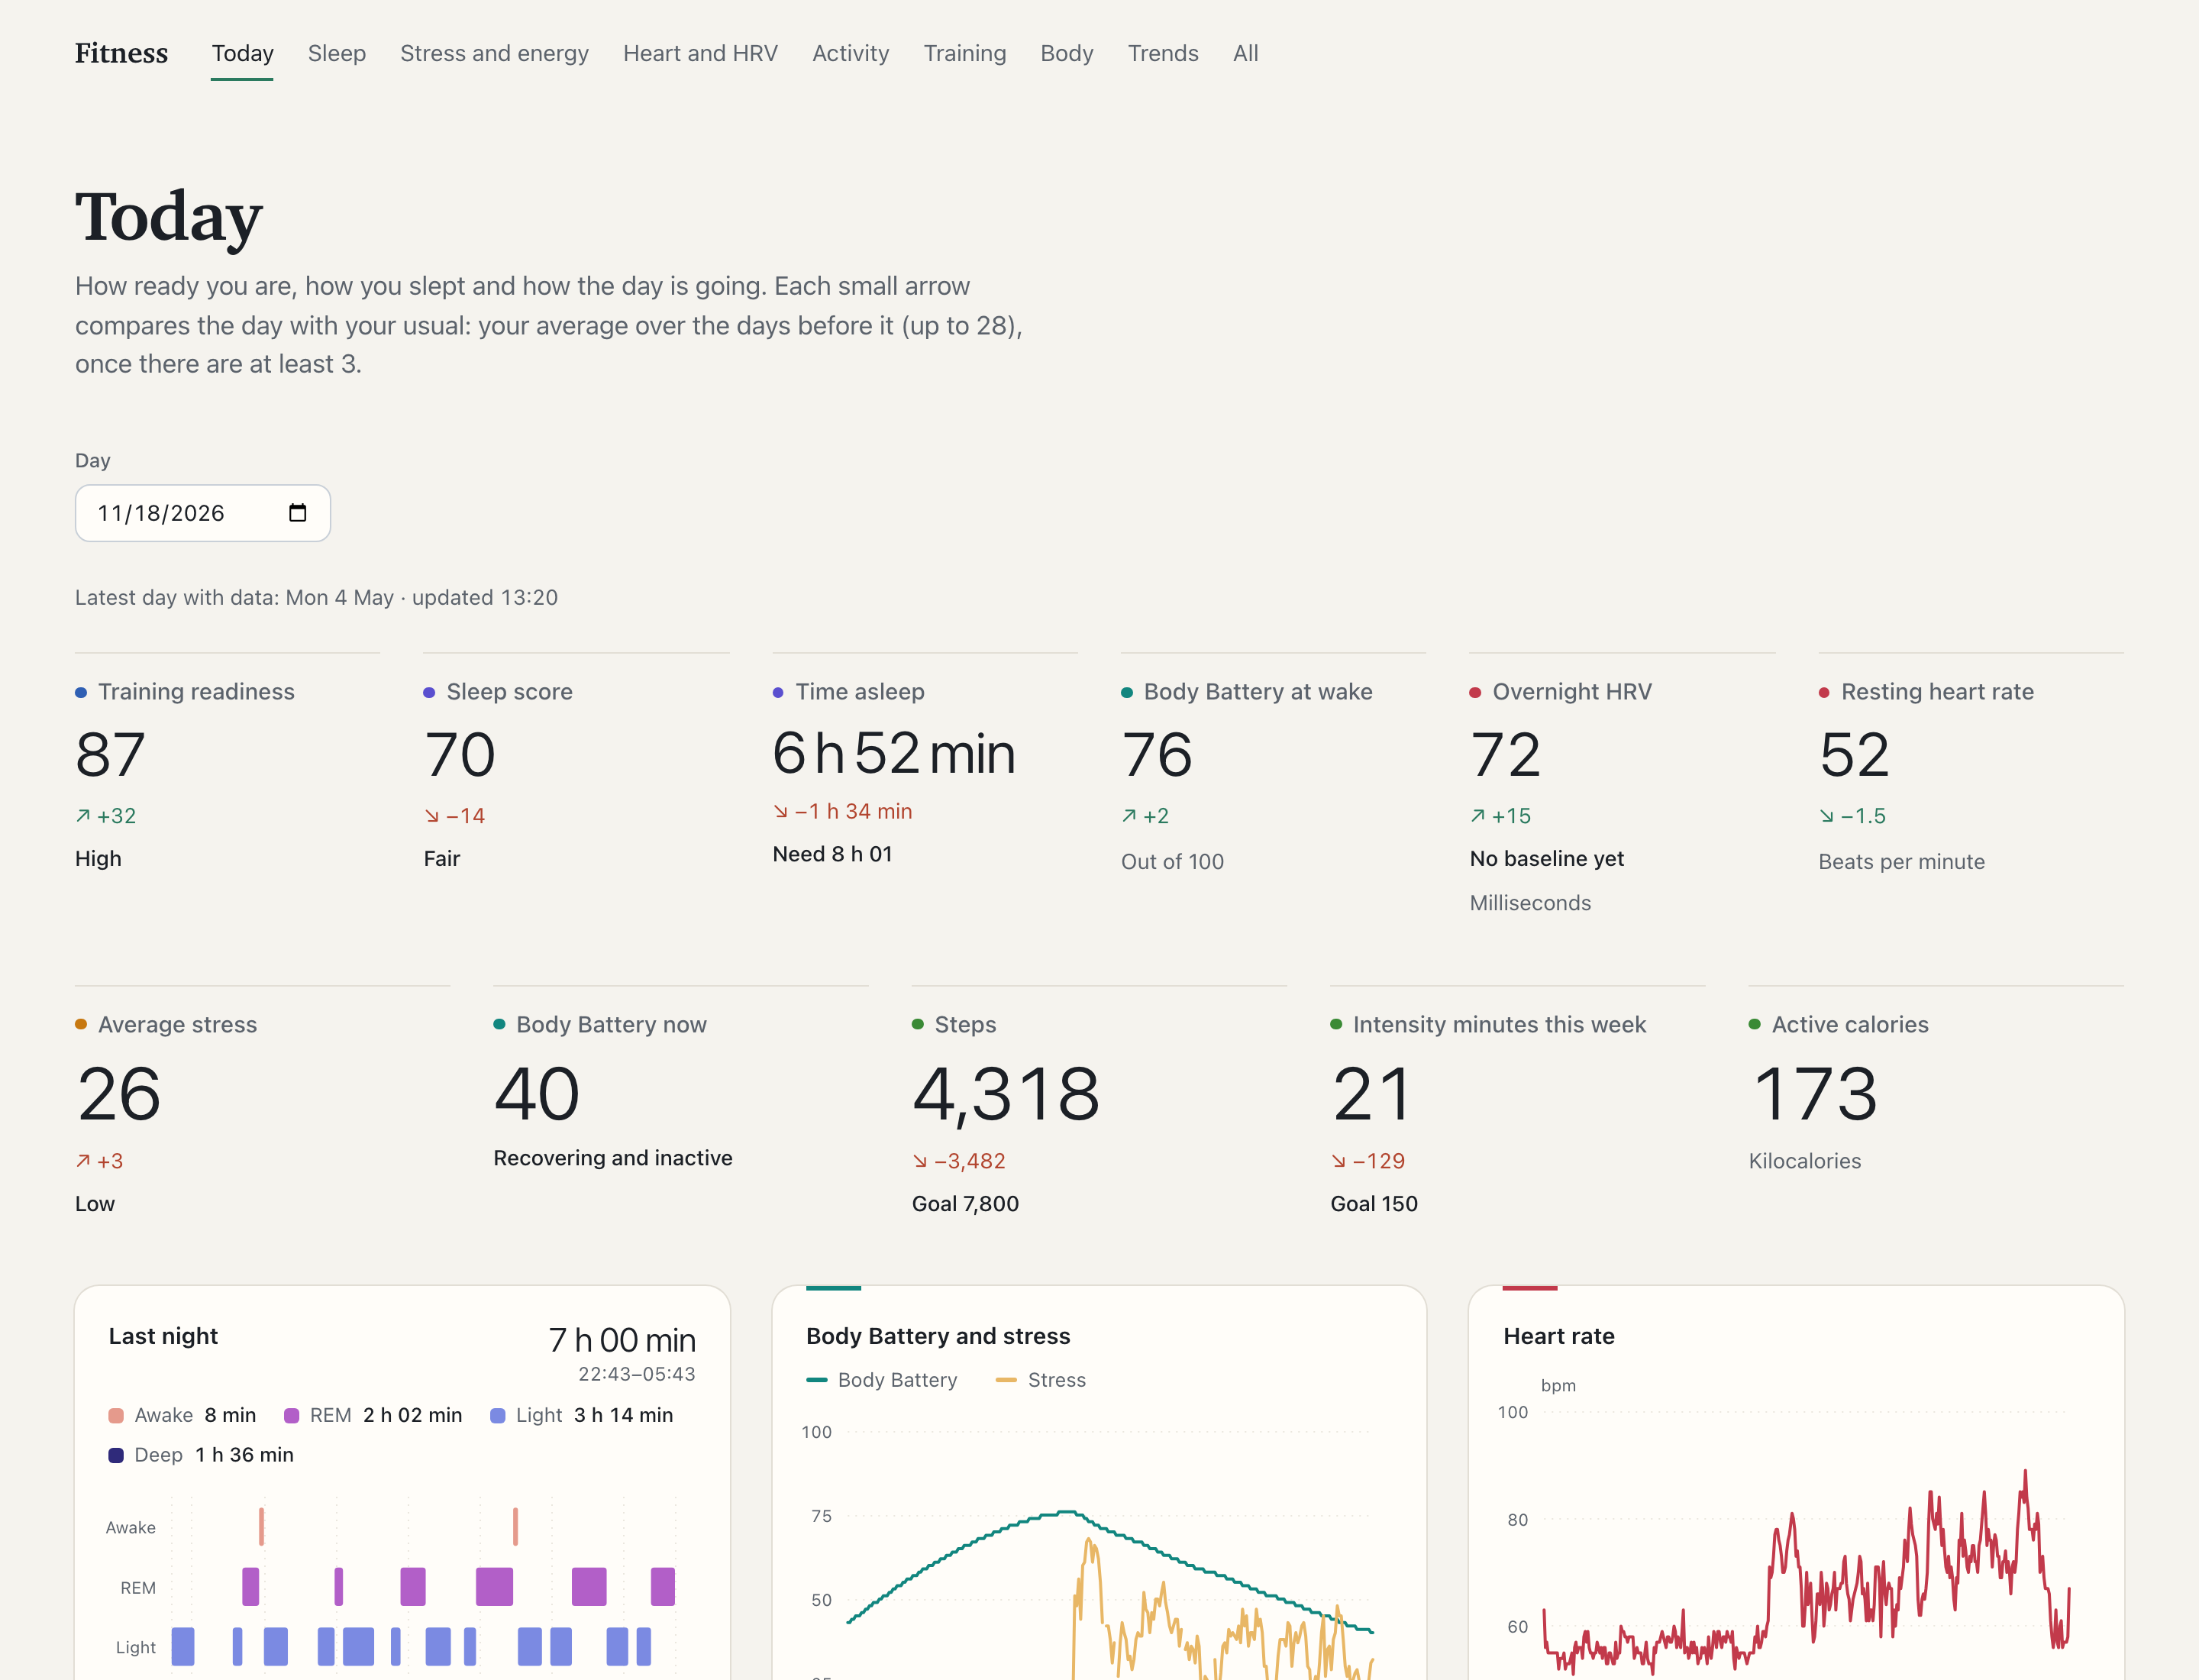 Fitness Today Sleep Stress and energy Heart and HRV Activity Training Body Trends All
Today
How ready you are, how you slept and how the day is going. Each small arrow
compares the day with your usual: your average over the days before it (up to 28),
once there are at least 3.
Day
11/18/2026
Latest day with data: Mon 4 May · updated 13:20
Training readiness
87
↗ +32
High
Sleep score
70
↘ −14
Fair
Time asleep
6 h 52 min
↘ −1 h 34 min
Need 8 h 01
Body Battery at wake
76
↗ +2
Out of 100
Overnight HRV
72
↗ +15
No baseline yet
Milliseconds
Resting heart rate
52
↘ −1.5
Beats per minute
Average stress
26
↗ +3
Low
Body Battery now
40
Recovering and inactive
Steps
4,318
↘ −3,482
Goal 7,800
Intensity minutes this week
21
↘ −129
Goal 150
Active calories
173
Kilocalories
Last night
7 h 00 min
22:43–05:43
Awake 8 min REM 2 h 02 min Light 3 h 14 min
Deep 1 h 36 min
Awake
REM
Light
Body Battery and stress
Body Battery Stress
100
75
50
Heart rate
bpm
100
80
60